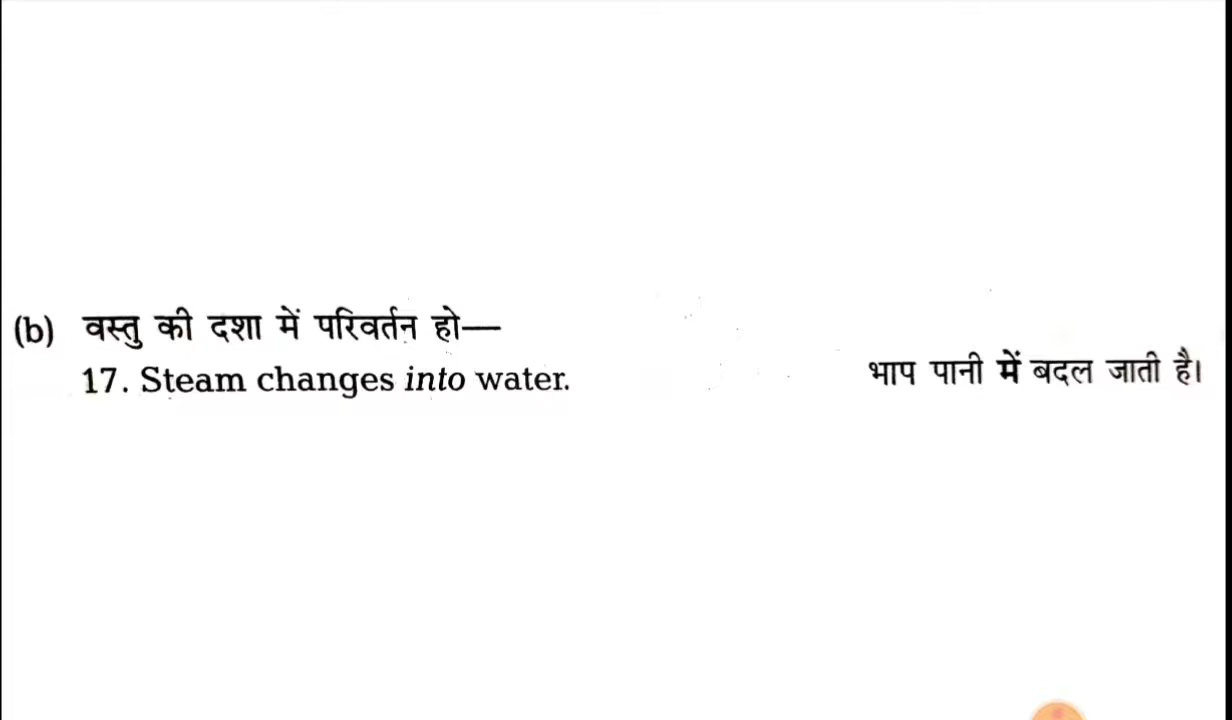 (b) वस्तु की दशा में परिवर्तन हो—
17. Steam changes into water. भाप पानी में बदल जाती है।